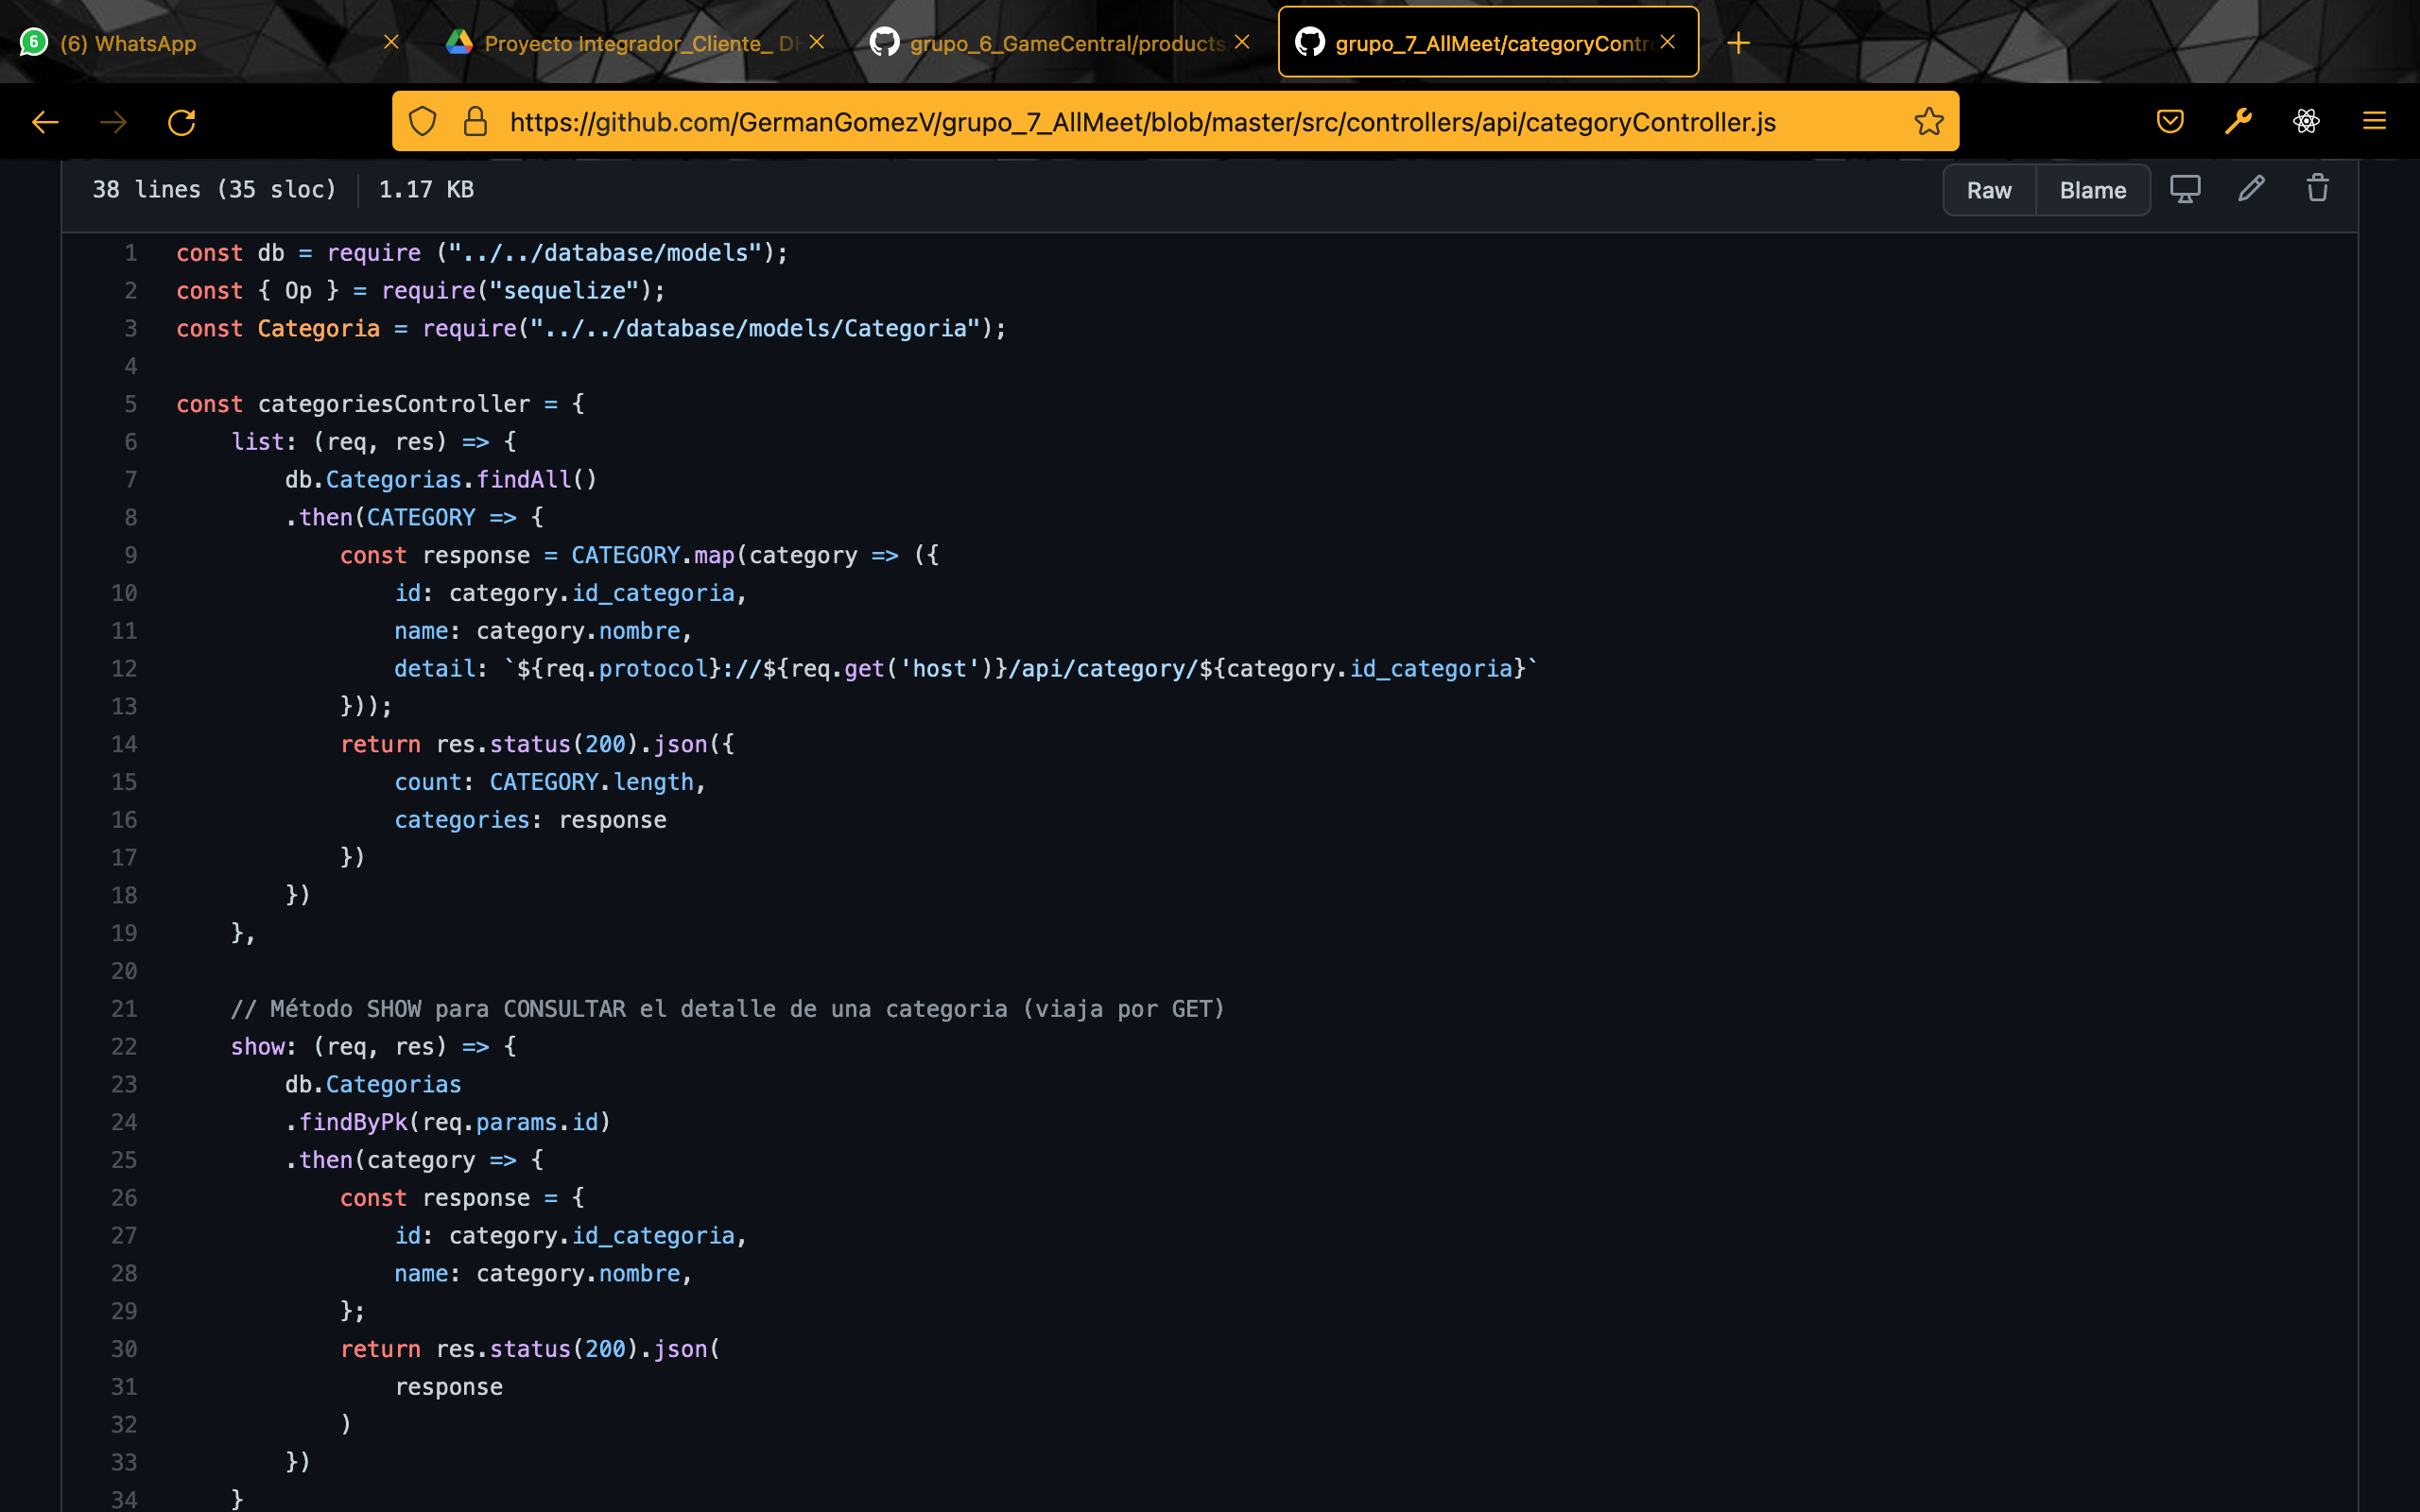 6 (6) WhatsApp
Proyecto Integrador_Cliente_
grupo_6_GameCentral/products
grupo_7_AllMeet/categoryContr
https://github.com/GermanGomezV/grupo_7_AllMeet/blob/master/src/controllers/api/categoryController.js
38 lines (35 sloc) 1.17 KB
Raw Blame
1 const db = require ("../../database/models");
2 const { Op } = require("sequelize");
3 const Categoria = require("../../database/models/Categoria");
4
5 const categoriesController = {
6 list: (req, res) => {
7 db.Categorias.findAll()
8 .then(CATEGORY => {
9 const response = CATEGORY.map(category => ({
10 id: category.id_categoria,
11 name: category.nombre,
12 detail: `${req.protocol}://${req.get('host')}/api/category/${category.id_categoria}`
13 }));
14 return res.status(200).json({
15 count: CATEGORY.length,
16 categories: response
17 })
18 })
19 },
20
21 // Método SHOW para CONSULTAR el detalle de una categoria (viaja por GET)
22 show: (req, res) => {
23 db.Categorias
24 .findByPk(req.params.id)
25 .then(category => {
26 const response = {
27 id: category.id_categoria,
28 name: category.nombre,
29 };
30 return res.status(200).json(
31 response
32 )
33 })
34 }